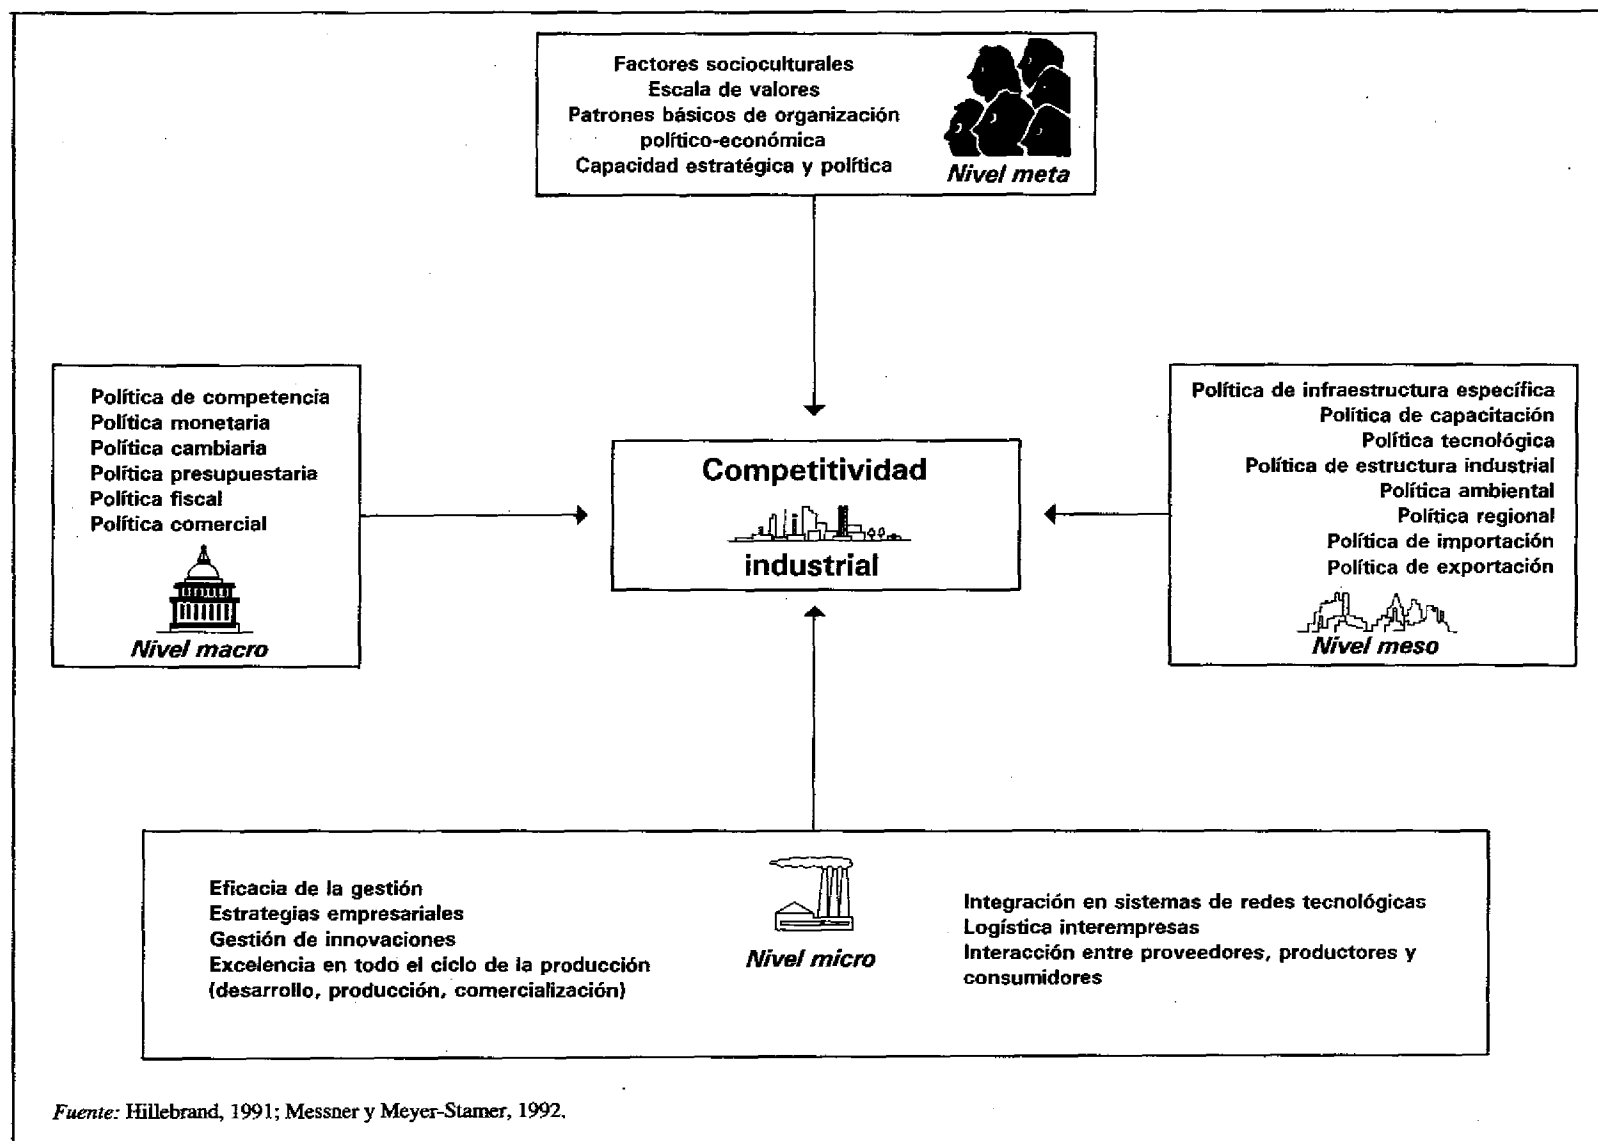 Factores socioculturales
Escala de valores
Patrones básicos de organización
político-económica
Capacidad estratégica y política
Nivel meta
Política de competencia
Política monetaria
Política cambiaria
Política presupuestaria
Política fiscal
Política comercial
Nivel macro
Competitividad
industrial
Política de infraestructura específica
Política de capacitación
Política tecnológica
Política de estructura industrial
Política ambiental
Política regional
Política de importación
Política de exportación
Nivel meso
Eficacia de la gestión
Estrategias empresariales
Gestión de innovaciones
Excelencia en todo el ciclo de la producción
(desarrollo, producción, comercialización)
Nivel micro
Integración en sistemas de redes tecnológicas
Logística interempresas
Interacción entre proveedores, productores y
consumidores
Fuente: Hillebrand, 1991; Messner y Meyer-Stamer, 1992.